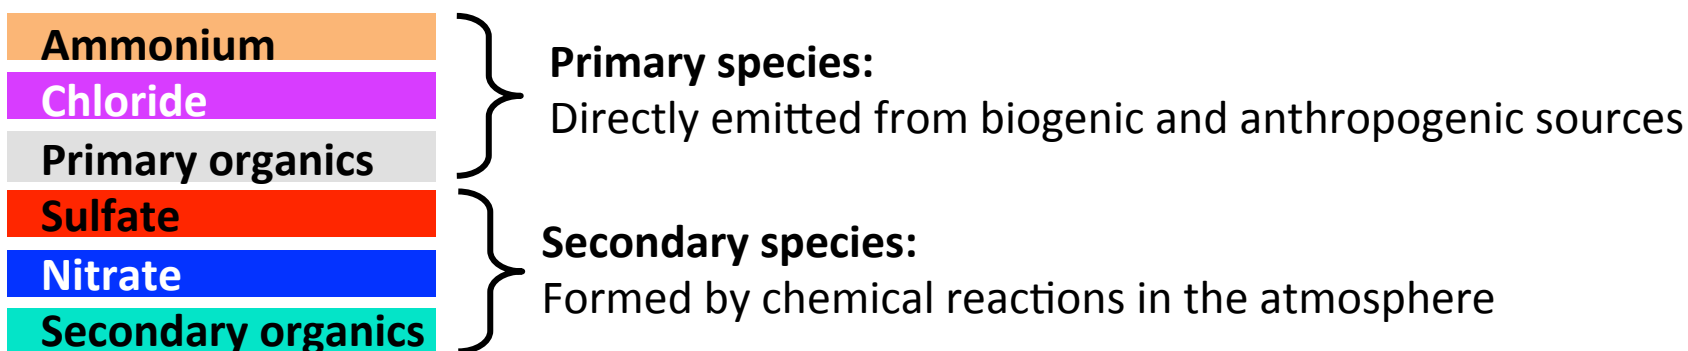 Ammonium
Chloride
Primary organics
Sulfate
Nitrate
Secondary organics
Primary species:
Directly emitted from biogenic and anthropogenic sources
Secondary species:
Formed by chemical reactions in the atmosphere